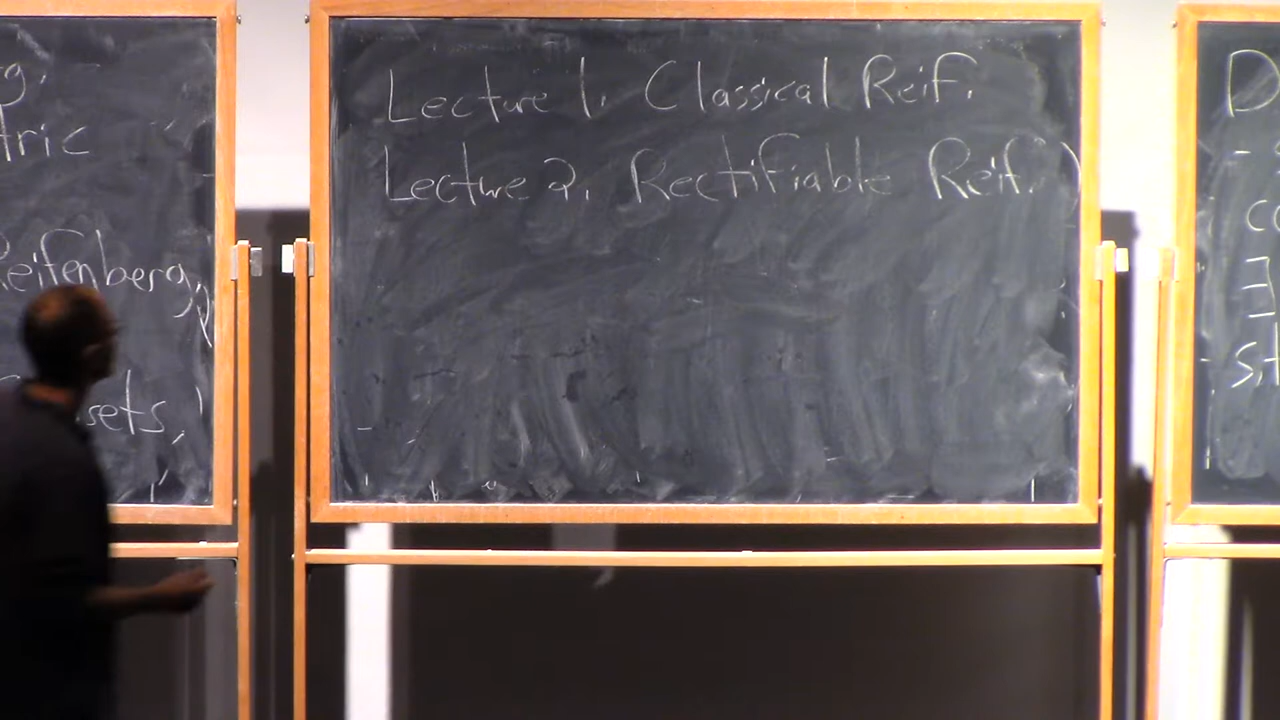 tric
Reifenberg,
sets,
Lecture 1. Classical Reif.
Lecture 2. Rectifiable Reif. )
D
∃